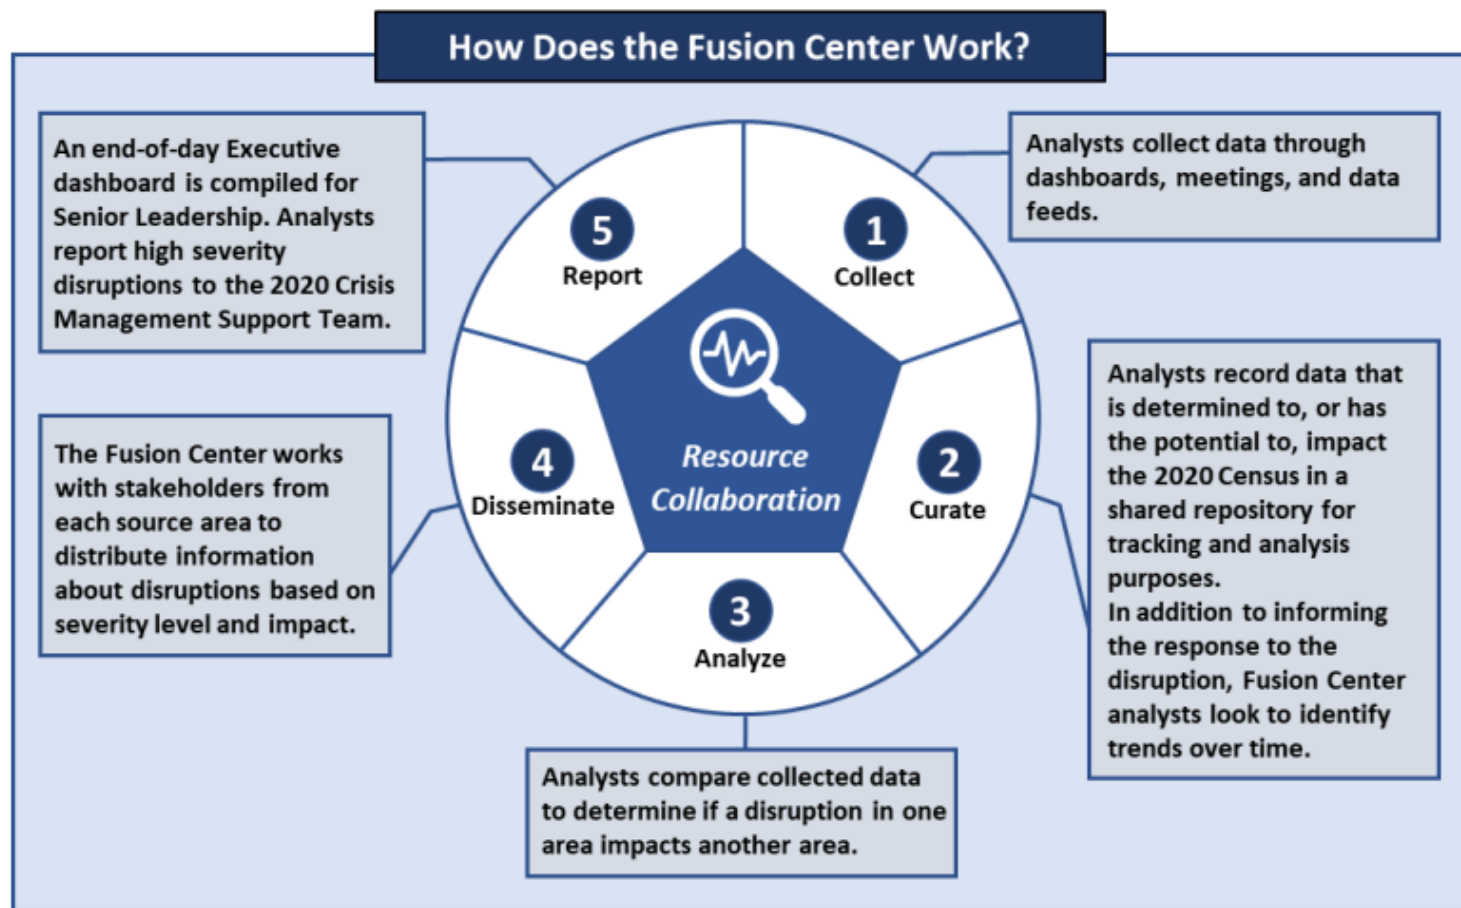 How Does the Fusion Center Work?
1
Collect
Analysts collect data through
dashboards, meetings, and data
feeds.
2
Curate
Analysts record data that
is determined to, or has
the potential to, impact
the 2020 Census in a
shared repository for
tracking and analysis
purposes.
In addition to informing
the response to the
disruption, Fusion Center
analysts look to identify
trends over time.
3
Analyze
Analysts compare collected data
to determine if a disruption in one
area impacts another area.
4
Disseminate
The Fusion Center works
with stakeholders from
each source area to
distribute information
about disruptions based on
severity level and impact.
5
Report
An end-of-day Executive
dashboard is compiled for
Senior Leadership. Analysts
report high severity
disruptions to the 2020 Crisis
Management Support Team.
Resource
Collaboration